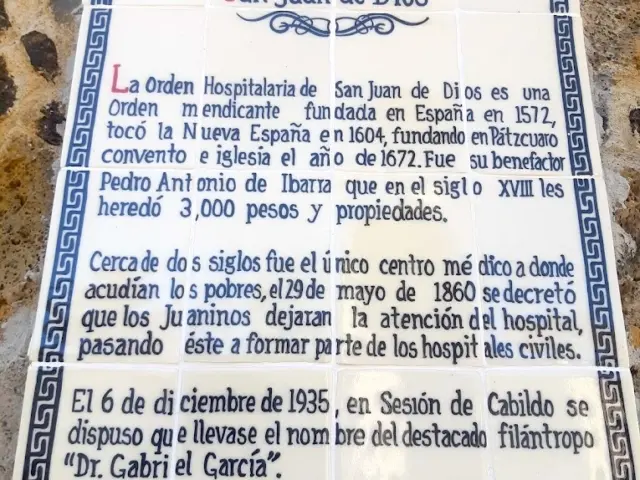 San Juan de Dios
La Orden Hospitalaria de San Juan de Dios es una
Orden mendicante fundada en España en 1572,
tocó la Nueva España en 1604, fundando en Pátzcuaro
convento e iglesia el año de 1672. Fue su benefactor
Pedro Antonio de Ibarra que en el siglo XVIII les
heredó 3,000 pesos y propiedades.
Cerca de dos siglos fue el único centro médico a donde
acudían los pobres, el 29 de mayo de 1860 se decretó
que los Juaninos dejaran la atención del hospital,
pasando éste a formar parte de los hospitales civiles.
El 6 de diciembre de 1935, en Sesión de Cabildo se
dispuso que llevase el nombre del destacado filántropo
"Dr. Gabriel García".